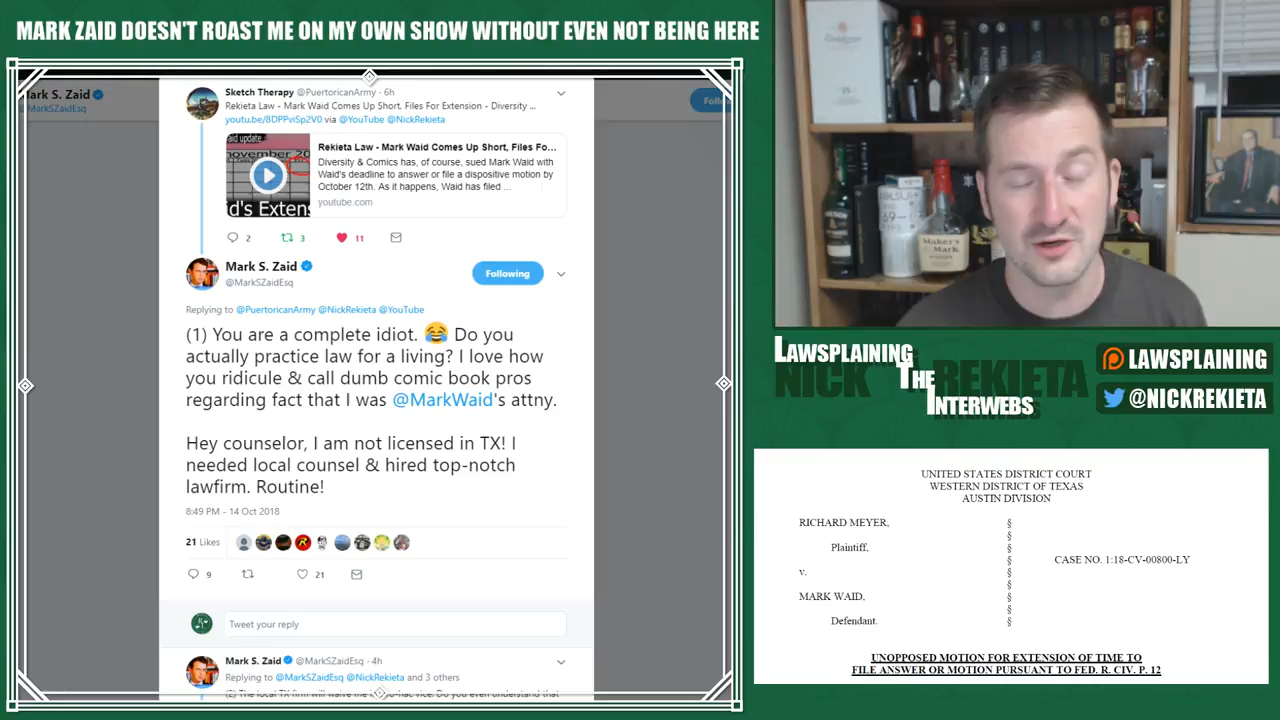 MARK ZAID DOESN'T ROAST ME ON MY OWN SHOW WITHOUT EVEN NOT BEING HERE
ark S. Zaid
MarkSZaidEsq
Follo
Sketch Therapy @PuertoricanArmy · 6h
Rekieta Law - Mark Waid Comes Up Short, Files For Extension - Diversity ...
youtu.be/8DPPviSp2V0 via @YouTube @NickRekieta
aid update
november 20
id's Extens
Rekieta Law - Mark Waid Comes Up Short, Files Fo...
Diversity & Comics has, of course, sued Mark Waid with
Waid's deadline to answer or file a dispositive motion by
October 12th. As it happens, Waid has filed ...
youtube.com
2 3 11
Mark S. Zaid
@MarkSZaidEsq
Following
Replying to @PuertoricanArmy @NickRekieta @YouTube
(1) You are a complete idiot. 😂 Do you
actually practice law for a living? I love how
you ridicule & call dumb comic book pros
regarding fact that I was @MarkWaid's attny.
Hey counselor, I am not licensed in TX! I
needed local counsel & hired top-notch
lawfirm. Routine!
8:49 PM - 14 Oct 2018
21 Likes
9 21
Tweet your reply
Mark S. Zaid @MarkSZaidEsq · 4h
Replying to @PuertoricanArmy @NickRekieta and 3 others
Maker's
Mark
LAWSPLAINING
THE
INTERWEBS
NICK REKIETA
LAWSPLAINING
@NICKREKIETA
UNITED STATES DISTRICT COURT
WESTERN DISTRICT OF TEXAS
AUSTIN DIVISION
RICHARD MEYER,
Plaintiff,
v.
MARK WAID,
Defendant.
§
§
§
§
§
§
§
§
§
CASE NO. 1:18-CV-00800-LY
UNOPPOSED MOTION FOR EXTENSION OF TIME TO
FILE ANSWER OR MOTION PURSUANT TO FED. R. CIV. P. 12